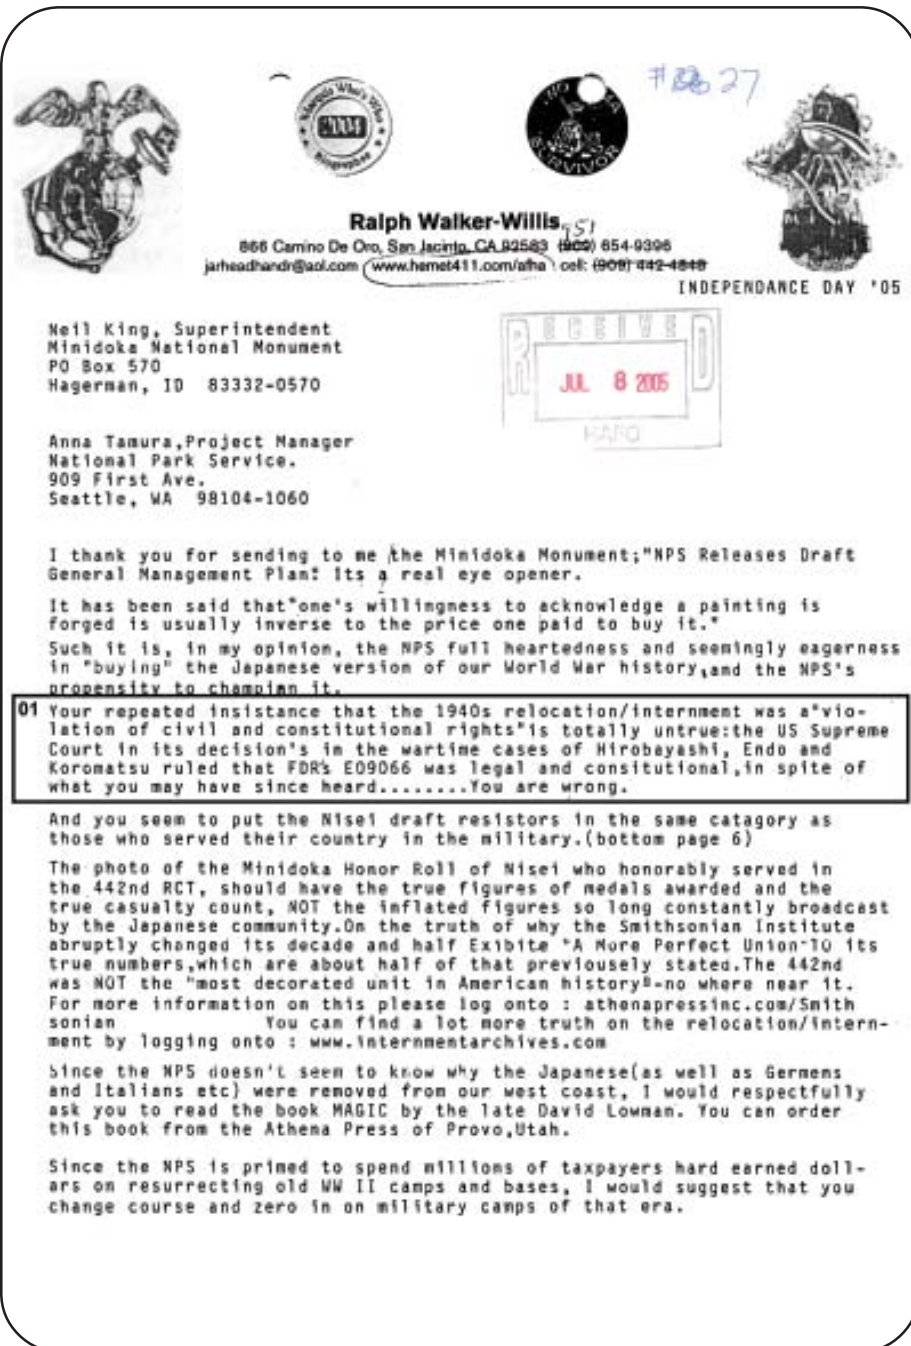 #27
Marquis Who's Who
2004
Biographee
SURVIVOR
Ralph Walker-Willis
951
866 Camino De Oro, San Jacinto, CA 92583 (909) 654-9396
jarheadhandr@aol.com (www.hemet411.com/afha) cell: (909) 442-4848
INDEPENDANCE DAY '05
Neil King, Superintendent
Minidoka National Monument
PO Box 570
Hagerman, ID 83332-0570
RECEIVED
JUL 8 2005
HAFO
Anna Tamura,Project Manager
National Park Service.
909 First Ave.
Seattle, WA 98104-1060
I thank you for sending to me the Minidoka Monument;"NPS Releases Draft
General Management Plan". Its a real eye opener.
It has been said that"one's willingness to acknowledge a painting is
forged is usually inverse to the price one paid to buy it."
Such it is, in my opinion, the NPS full heartedness and seemingly eagerness
in "buying" the Japanese version of our World War history,and the NPS's
propensity to champion it.
01 Your repeated insistance that the 1940s relocation/internment was a"vio-
lation of civil and constitutional rights"is totally untrue:the US Supreme
Court in its decision's in the wartime cases of Hirobayashi, Endo and
Koromatsu ruled that FDR's EO9066 was legal and consitutional,in spite of
what you may have since heard........You are wrong.
And you seem to put the Nisei draft resistors in the same catagory as
those who served their country in the military.(bottom page 6)
The photo of the Minidoka Honor Roll of Nisei who honorably served in
the 442nd RCT, should have the true figures of medals awarded and the
true casualty count, NOT the inflated figures so long constantly broadcast
by the Japanese community.On the truth of why the Smithsonian Institute
abruptly changed its decade and half Exibite "A More Perfect Union"TO its
true numbers,which are about half of that previousely stated.The 442nd
was NOT the "most decorated unit in American history"-no where near it.
For more information on this please log onto : athenapressinc.com/Smith
sonian You can find a lot more truth on the relocation/intern-
ment by logging onto : www.internmentarchives.com
Since the NPS doesn't seem to know why the Japanese(as well as Germens
and Italians etc) were removed from our west coast, I would respectfully
ask you to read the book MAGIC by the late David Lowman. You can order
this book from the Athena Press of Provo,Utah.
Since the NPS is primed to spend millions of taxpayers hard earned doll-
ars on resurrecting old WW II camps and bases, I would suggest that you
change course and zero in on military camps of that era.